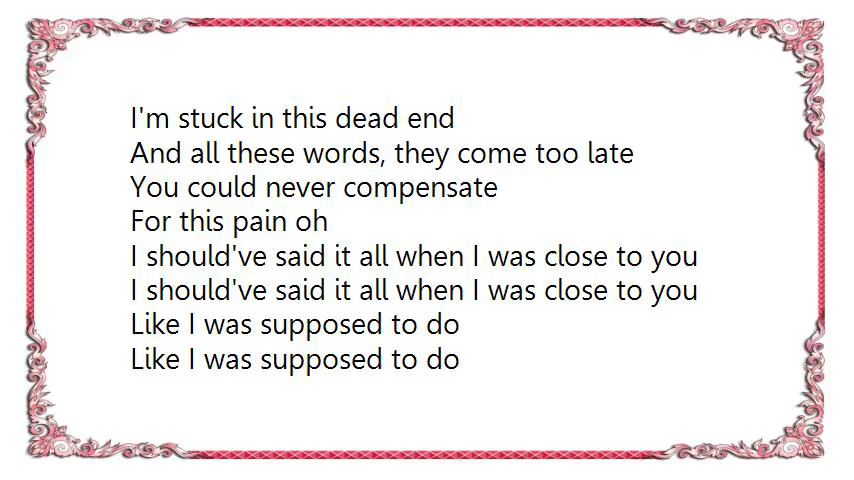 I'm stuck in this dead end
And all these words, they come too late
You could never compensate
For this pain oh
I should've said it all when I was close to you
I should've said it all when I was close to you
Like I was supposed to do
Like I was supposed to do